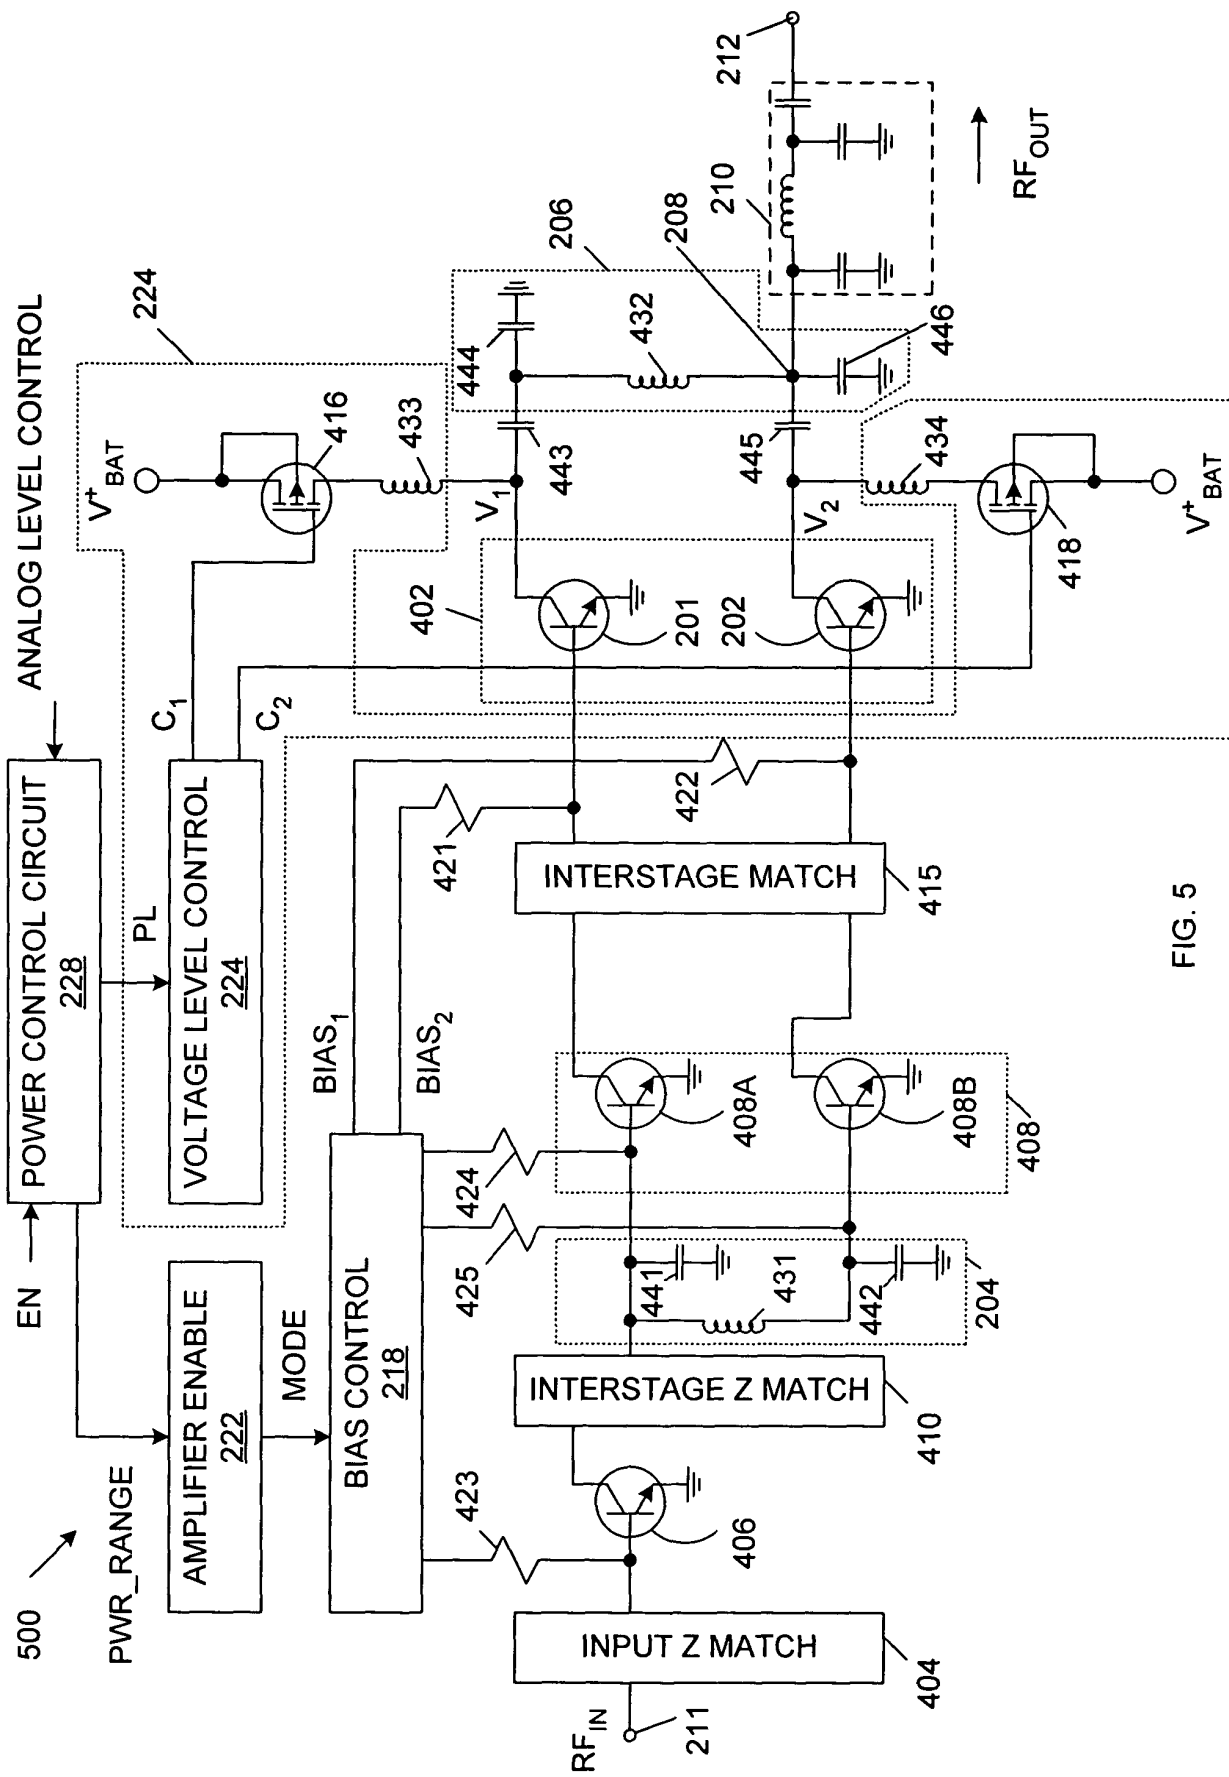 500
EN
POWER CONTROL CIRCUIT
228
ANALOG LEVEL CONTROL
PWR_RANGE
PL
AMPLIFIER ENABLE
222
VOLTAGE LEVEL CONTROL
224
C1
C2
V+BAT
224
416
433
MODE
BIAS CONTROL
218
BIAS1
BIAS2
423
425
424
421
422
402
V1
443
444
206
432
208
210
212
RFIN
211
INPUT Z MATCH
404
406
INTERSTAGE Z MATCH
410
441
431
442
204
408A
408B
408
INTERSTAGE MATCH
415
201
202
V2
445
446
434
418
V+BAT
RFOUT
FIG. 5